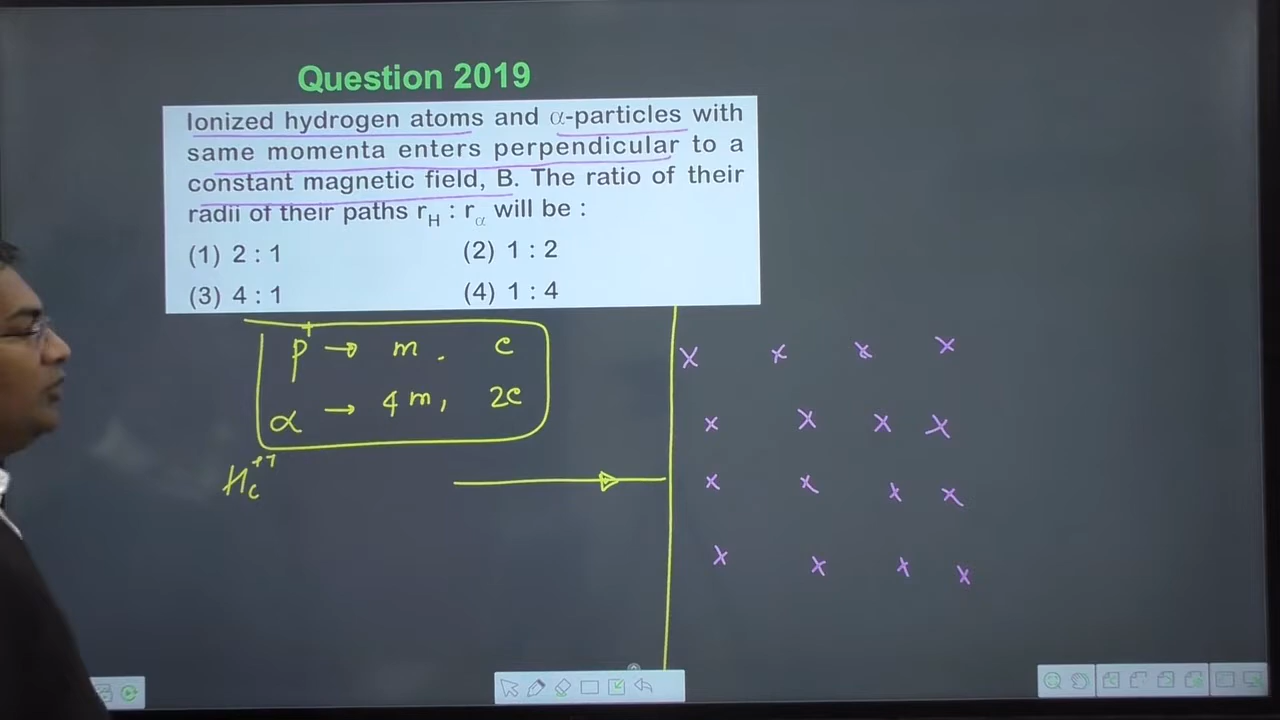 Question 2019
Ionized hydrogen atoms and α-particles with
same momenta enters perpendicular to a
constant magnetic field, B. The ratio of their
radii of their paths r_H : r_α will be :
(1) 2 : 1 (2) 1 : 2
(3) 4 : 1 (4) 1 : 4
p⁺ → m . e
α → 4m, 2e
He⁺⁺
x x x x
x x x x
x x x x
x x x x